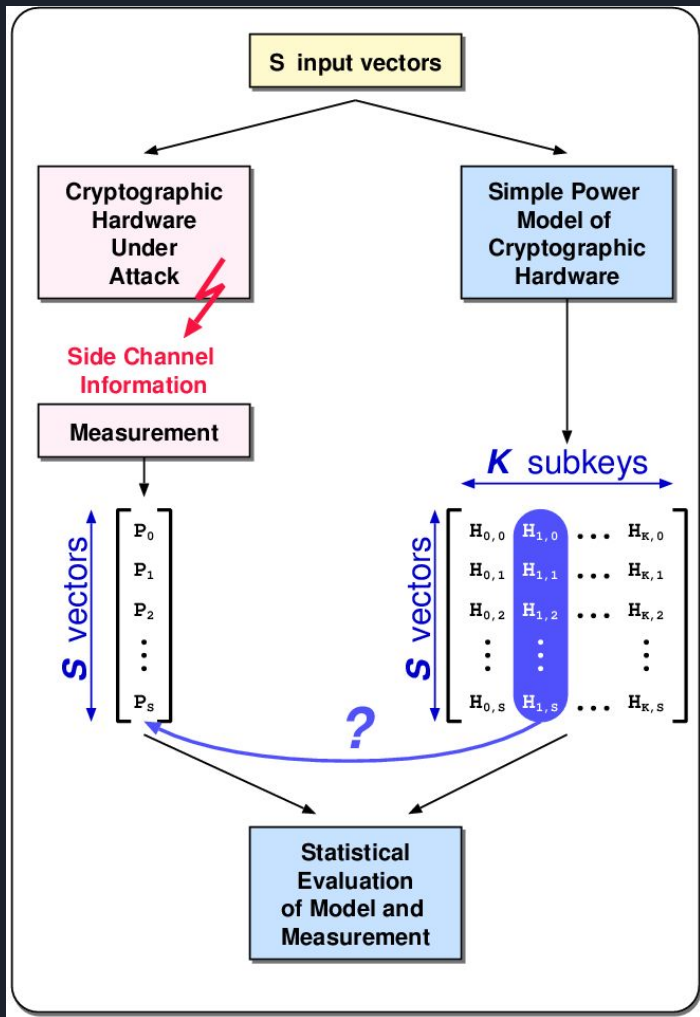 S input vectors
Cryptographic
Hardware
Under
Attack
Simple Power
Model of
Cryptographic
Hardware
Side Channel
Information
Measurement
K subkeys
S vectors
P0
P1
P2
⋮
PS
S vectors
H0,0 H1,0 ... HK,0
H0,1 H1,1 ... HK,1
H0,2 H1,2 ... HK,2
⋮ ⋮ ⋮
H0,S H1,S ... HK,S
?
Statistical
Evaluation
of Model and
Measurement